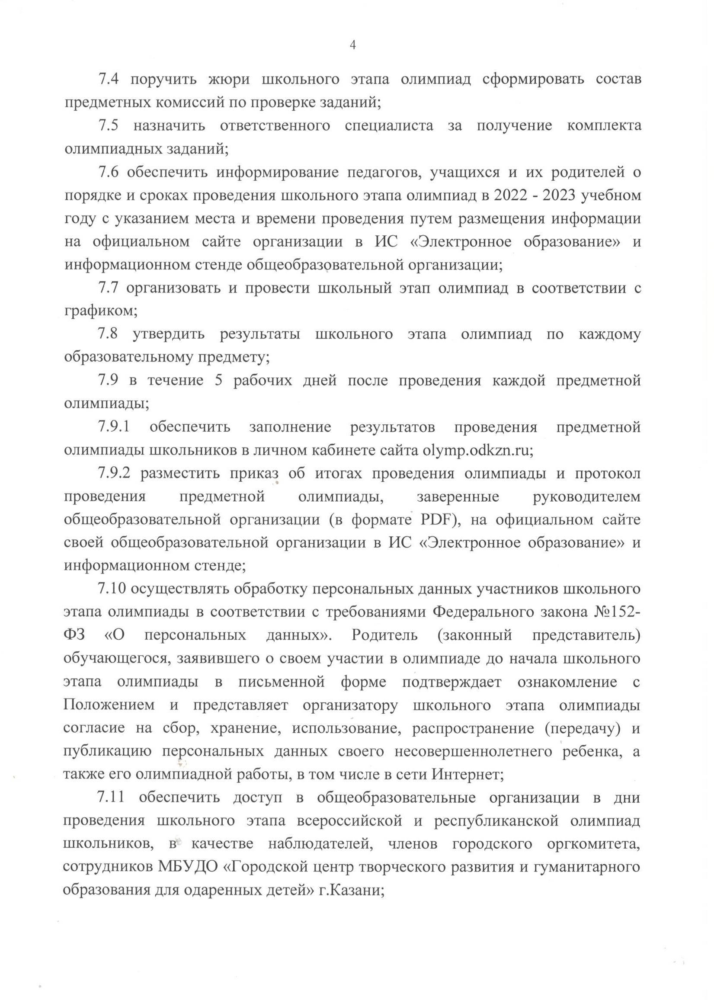 4
7.4 поручить жюри школьного этапа олимпиад сформировать состав
предметных комиссий по проверке заданий;
7.5 назначить ответственного специалиста за получение комплекта
олимпиадных заданий;
7.6 обеспечить информирование педагогов, учащихся и их родителей о
порядке и сроках проведения школьного этапа олимпиад в 2022 - 2023 учебном
году с указанием места и времени проведения путем размещения информации
на официальном сайте организации в ИС «Электронное образование» и
информационном стенде общеобразовательной организации;
7.7 организовать и провести школьный этап олимпиад в соответствии с
графиком;
7.8 утвердить результаты школьного этапа олимпиад по каждому
образовательному предмету;
7.9 в течение 5 рабочих дней после проведения каждой предметной
олимпиады;
7.9.1 обеспечить заполнение результатов проведения предметной
олимпиады школьников в личном кабинете сайта olymp.odkzn.ru;
7.9.2 разместить приказ об итогах проведения олимпиады и протокол
проведения предметной олимпиады, заверенные руководителем
общеобразовательной организации (в формате PDF), на официальном сайте
своей общеобразовательной организации в ИС «Электронное образование» и
информационном стенде;
7.10 осуществлять обработку персональных данных участников школьного
этапа олимпиады в соответствии с требованиями Федерального закона №152-
ФЗ «О персональных данных». Родитель (законный представитель)
обучающегося, заявившего о своем участии в олимпиаде до начала школьного
этапа олимпиады в письменной форме подтверждает ознакомление с
Положением и представляет организатору школьного этапа олимпиады
согласие на сбор, хранение, использование, распространение (передачу) и
публикацию персональных данных своего несовершеннолетнего ребенка, а
также его олимпиадной работы, в том числе в сети Интернет;
7.11 обеспечить доступ в общеобразовательные организации в дни
проведения школьного этапа всероссийской и республиканской олимпиад
школьников, в качестве наблюдателей, членов городского оргкомитета,
сотрудников МБУДО «Городской центр творческого развития и гуманитарного
образования для одаренных детей» г.Казани;